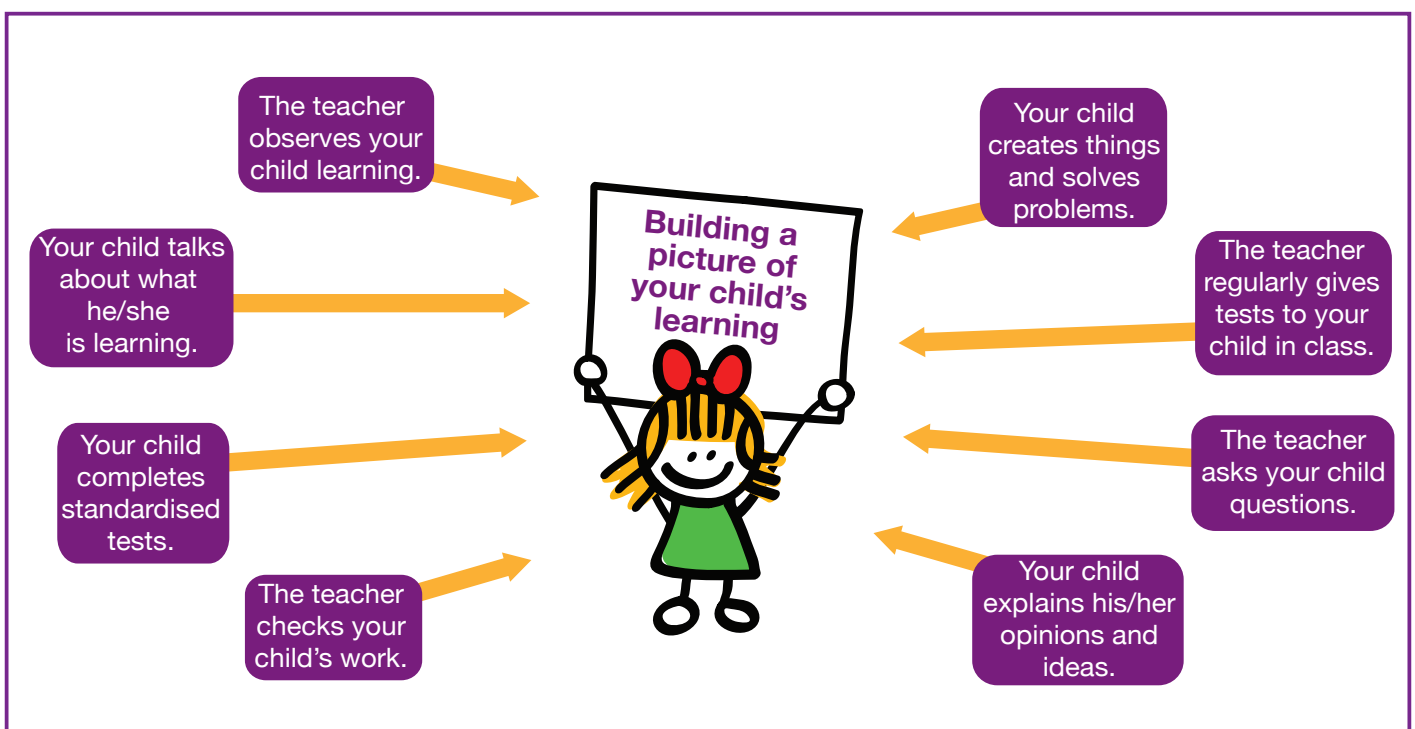 The teacher
observes your
child learning.
Your child talks
about what
he/she
is learning.
Your child
completes
standardised
tests.
The teacher
checks your
child’s work.
Building a
picture of
your child’s
learning
Your child
creates things
and solves
problems.
The teacher
regularly gives
tests to your
child in class.
The teacher
asks your child
questions.
Your child
explains his/her
opinions and
ideas.